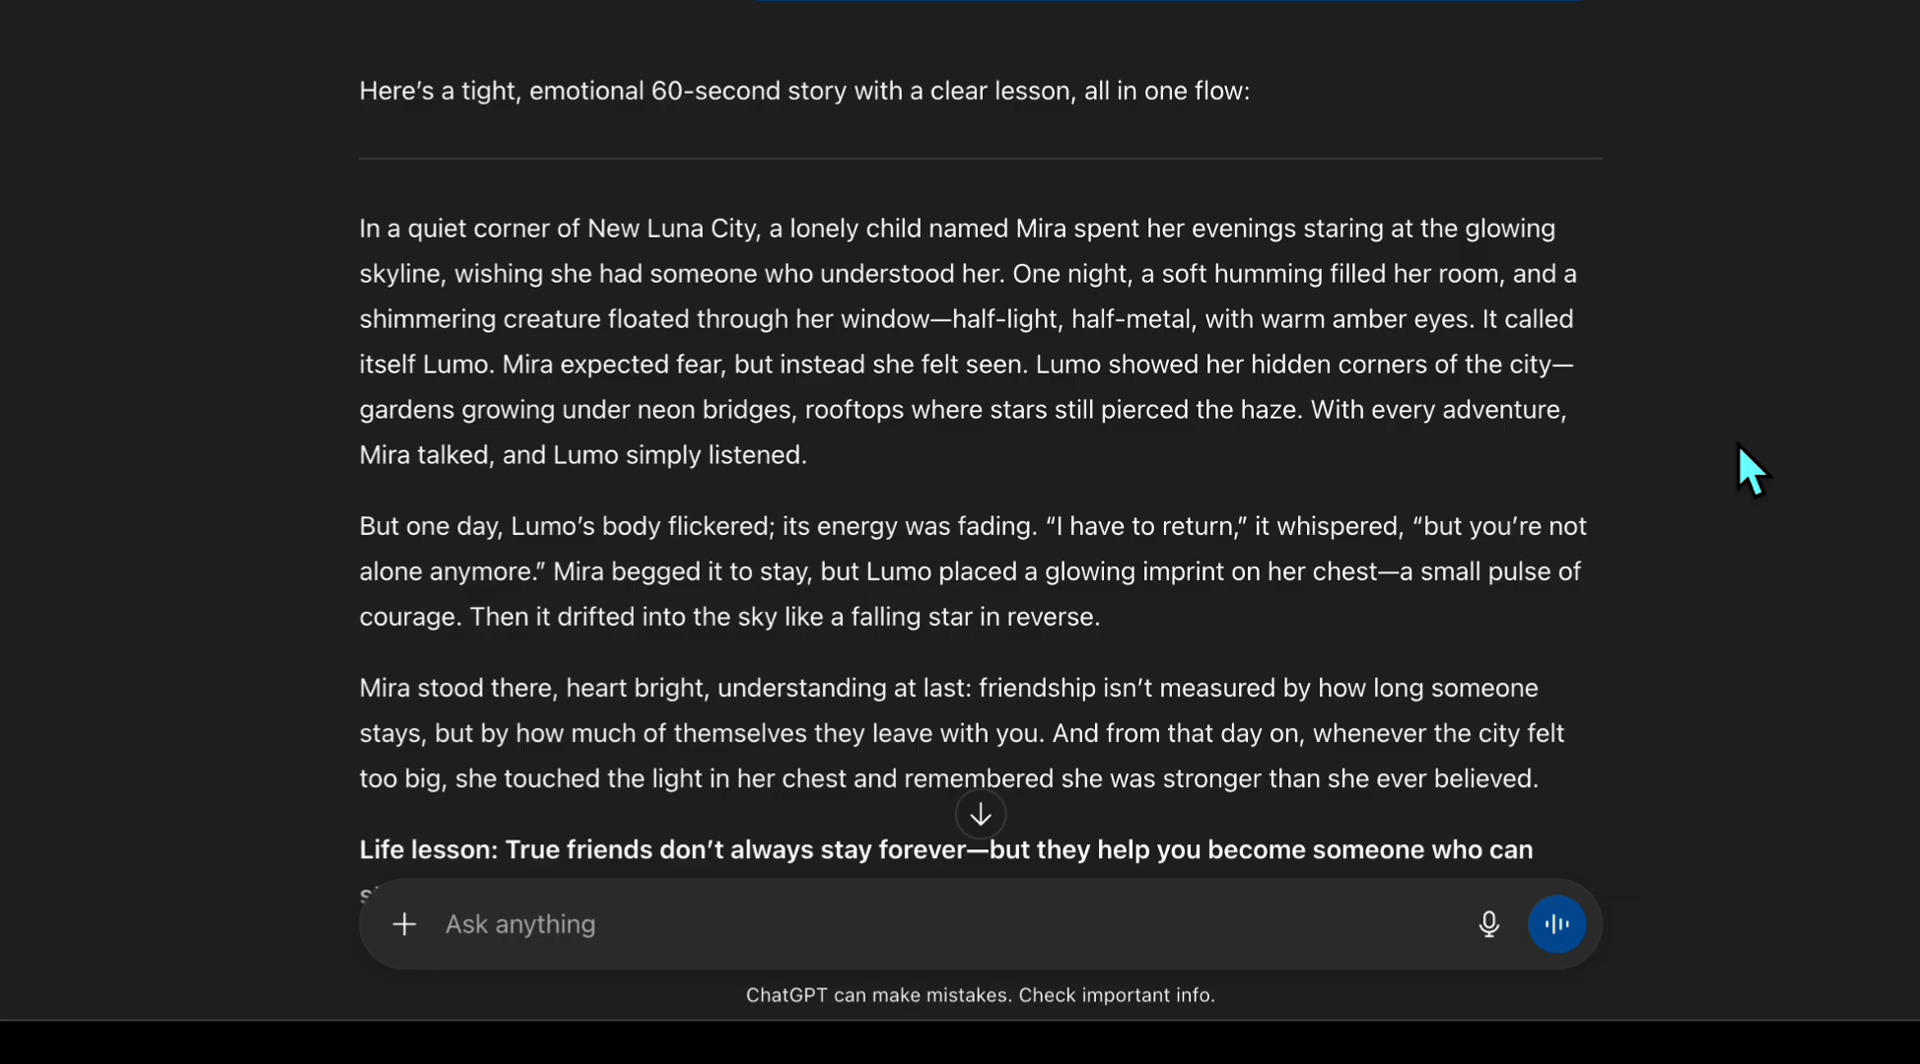 Here’s a tight, emotional 60-second story with a clear lesson, all in one flow:
In a quiet corner of New Luna City, a lonely child named Mira spent her evenings staring at the glowing
skyline, wishing she had someone who understood her. One night, a soft humming filled her room, and a
shimmering creature floated through her window—half-light, half-metal, with warm amber eyes. It called
itself Lumo. Mira expected fear, but instead she felt seen. Lumo showed her hidden corners of the city—
gardens growing under neon bridges, rooftops where stars still pierced the haze. With every adventure,
Mira talked, and Lumo simply listened.
But one day, Lumo’s body flickered; its energy was fading. “I have to return,” it whispered, “but you’re not
alone anymore.” Mira begged it to stay, but Lumo placed a glowing imprint on her chest—a small pulse of
courage. Then it drifted into the sky like a falling star in reverse.
Mira stood there, heart bright, understanding at last: friendship isn’t measured by how long someone
stays, but by how much of themselves they leave with you. And from that day on, whenever the city felt
too big, she touched the light in her chest and remembered she was stronger than she ever believed.
Life lesson: True friends don’t always stay forever—but they help you become someone who can
Ask anything
ChatGPT can make mistakes. Check important info.